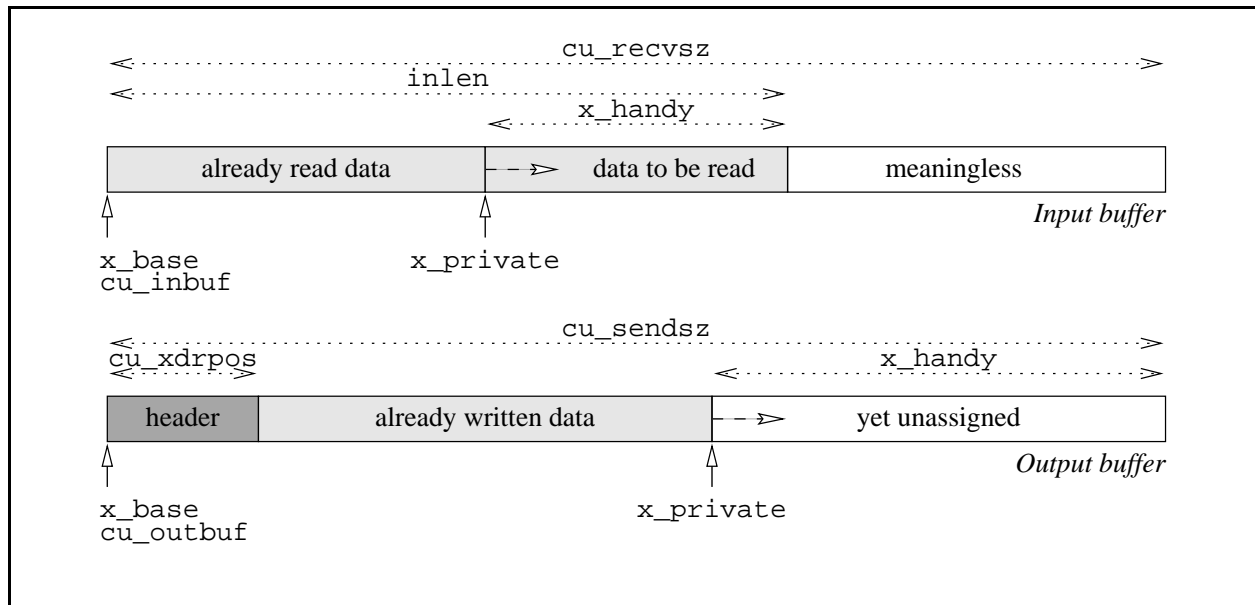 cu_recvsz
inlen
x_handy
already read data data to be read meaningless
Input buffer
x_base x_private
cu_inbuf
cu_sendsz
cu_xdrpos x_handy
header already written data yet unassigned
Output buffer
x_base x_private
cu_outbuf